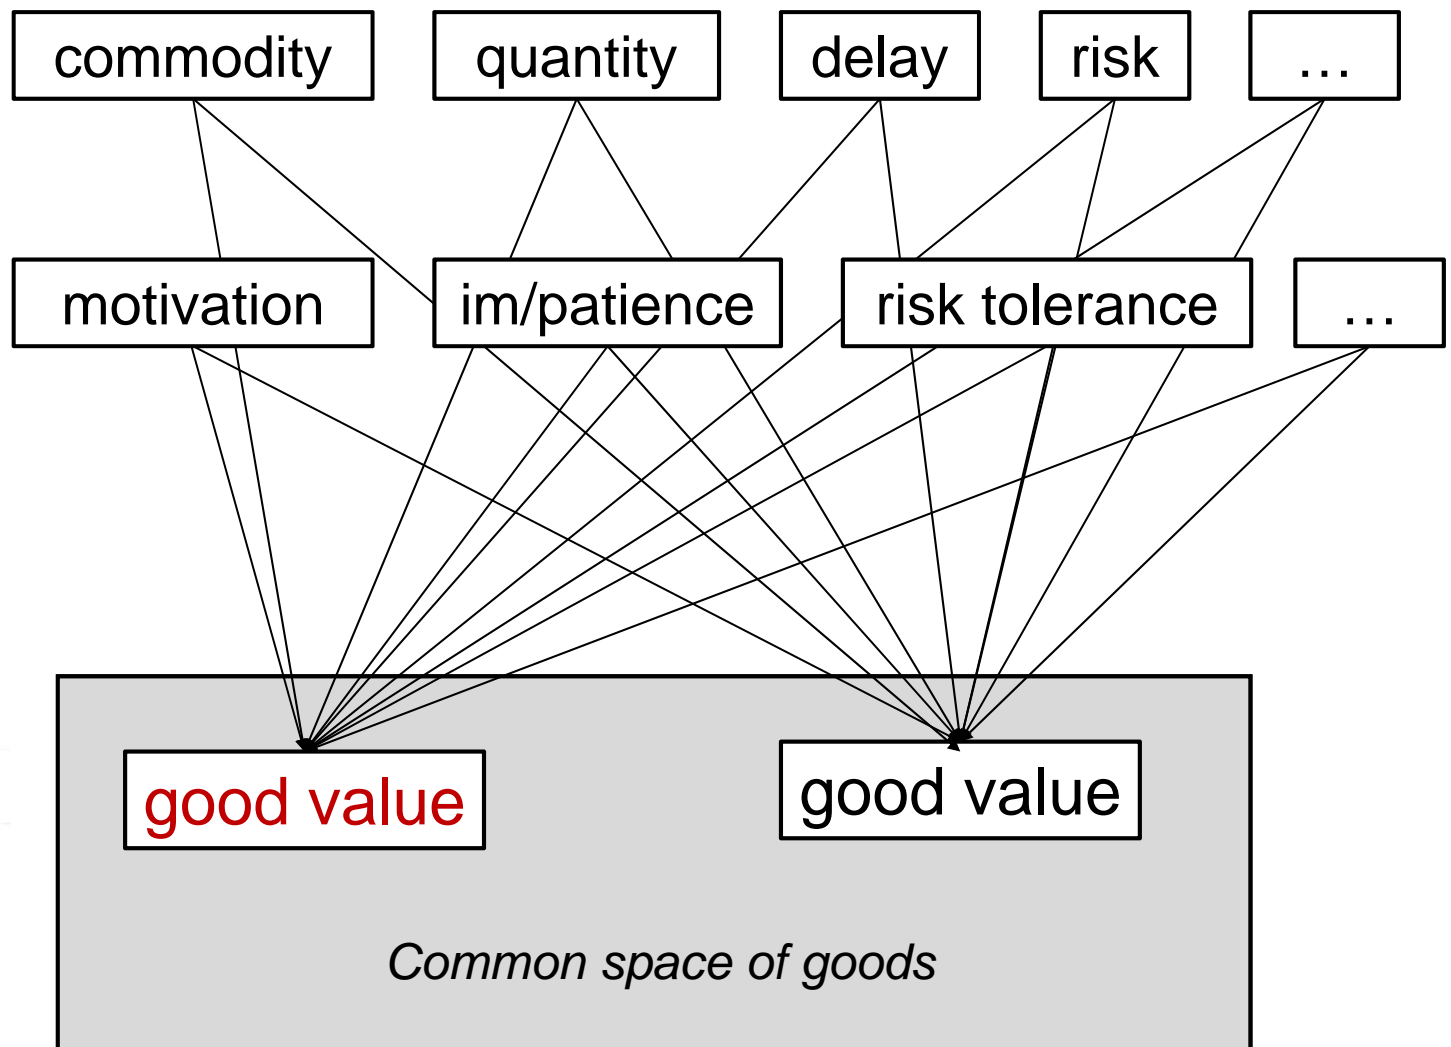 commodity
quantity
delay
risk
…
motivation
im/patience
risk tolerance
…
good value
good value
Common space of goods